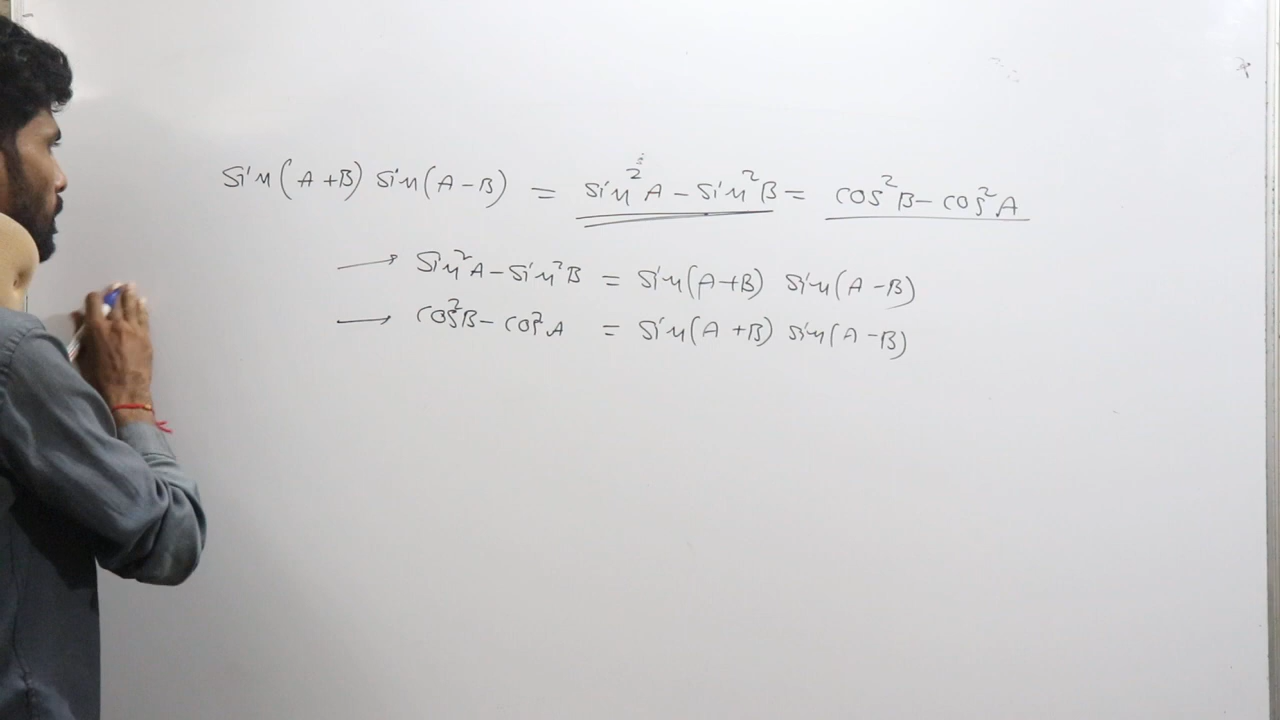 sin(A+B) sin(A-B) = sin²A - sin²B = cos²B - cos²A
→ sin²A - sin²B = sin(A+B) sin(A-B)
→ cos²B - cos²A = sin(A+B) sin(A-B)